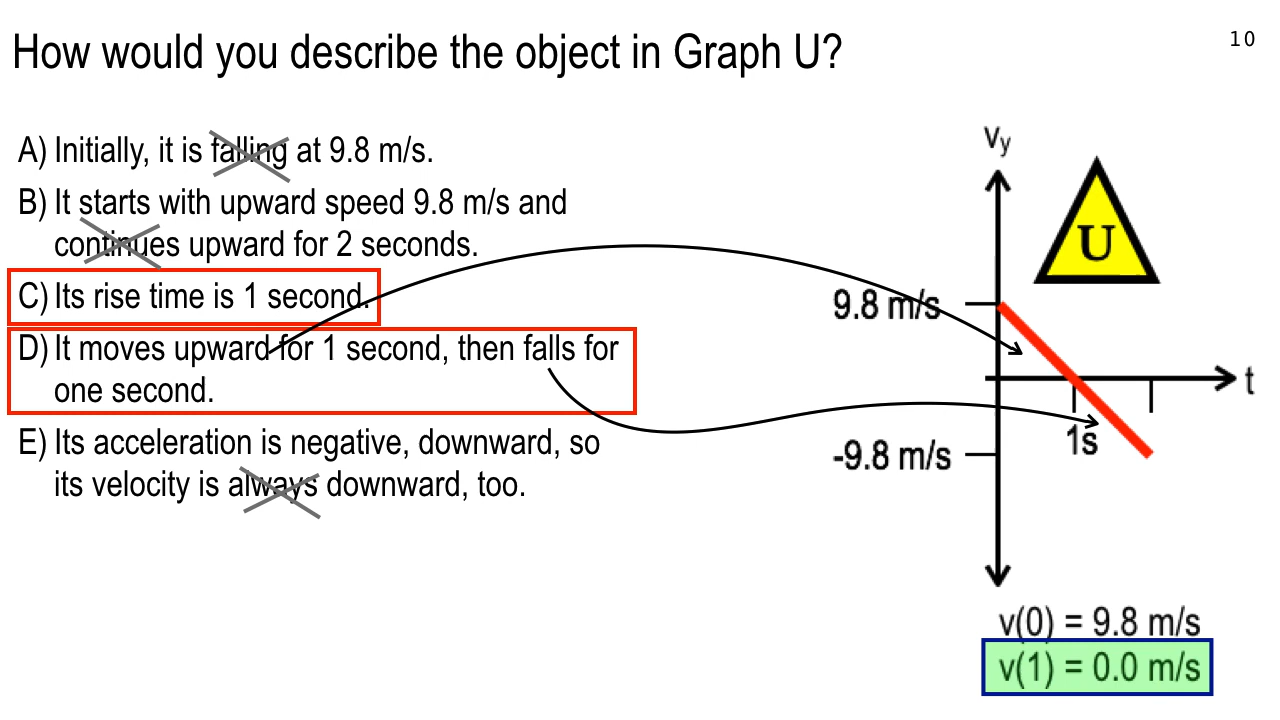 How would you describe the object in Graph U?
10
A) Initially, it is falling at 9.8 m/s.
B) It starts with upward speed 9.8 m/s and
continues upward for 2 seconds.
C) Its rise time is 1 second.
D) It moves upward for 1 second, then falls for
one second.
E) Its acceleration is negative, downward, so
its velocity is always downward, too.
vy
U
9.8 m/s
t
1s
-9.8 m/s
v(0) = 9.8 m/s
v(1) = 0.0 m/s